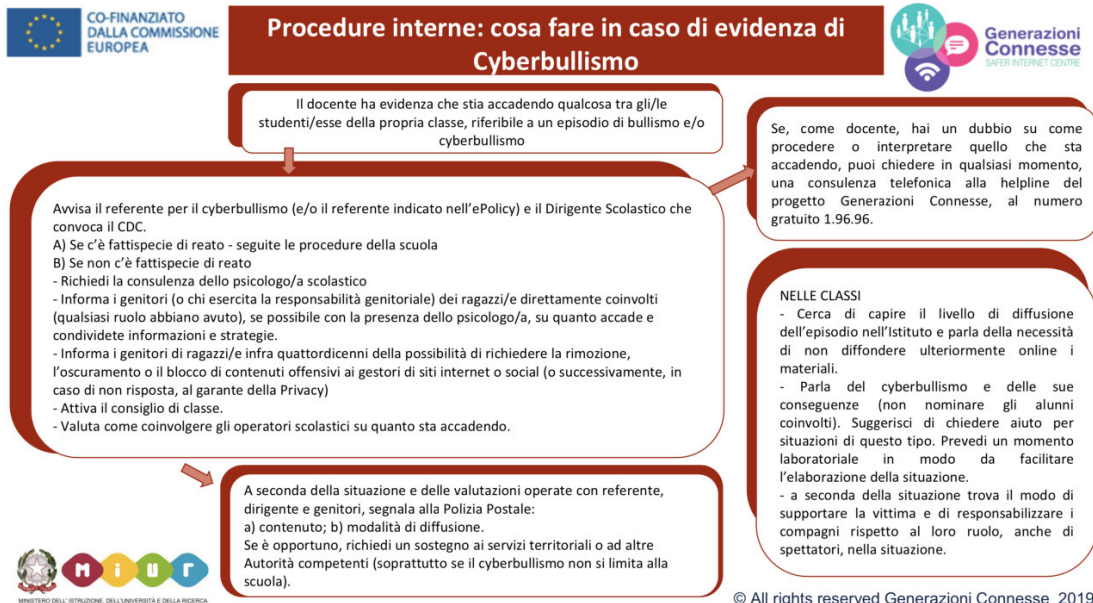 CO-FINANZIATO
DALLA COMMISSIONE
EUROPEA
Procedure interne: cosa fare in caso di evidenza di
Cyberbullismo
Generazioni
Connesse
SAFER INTERNET CENTRE
Il docente ha evidenza che stia accadendo qualcosa tra gli/le
studenti/esse della propria classe, riferibile a un episodio di bullismo e/o
cyberbullismo
Se, come docente, hai un dubbio su come
procedere o interpretare quello che sta
accadendo, puoi chiedere in qualsiasi momento,
una consulenza telefonica alla helpline del
progetto Generazioni Connesse, al numero
gratuito 1.96.96.
Avvisa il referente per il cyberbullismo (e/o il referente indicato nell'ePolicy) e il Dirigente Scolastico che
convoca il CDC.
A) Se c'è fattispecie di reato - seguite le procedure della scuola
B) Se non c'è fattispecie di reato
- Richiedi la consulenza dello psicologo/a scolastico
- Informa i genitori (o chi esercita la responsabilità genitoriale) dei ragazzi/e direttamente coinvolti
(qualsiasi ruolo abbiano avuto), se possibile con la presenza dello psicologo/a, su quanto accade e
condividete informazioni e strategie.
- Informa i genitori di ragazzi/e infra quattordicenni della possibilità di richiedere la rimozione,
l'oscuramento o il blocco di contenuti offensivi ai gestori di siti internet o social (o successivamente, in
caso di non risposta, al garante della Privacy)
- Attiva il consiglio di classe.
- Valuta come coinvolgere gli operatori scolastici su quanto sta accadendo.
NELLE CLASSI
- Cerca di capire il livello di diffusione
dell'episodio nell'Istituto e parla della necessità
di non diffondere ulteriormente online i
materiali.
- Parla del cyberbullismo e delle sue
conseguenze (non nominare gli alunni
coinvolti). Suggerisci di chiedere aiuto per
situazioni di questo tipo. Prevedi un momento
laboratoriale in modo da facilitare
l'elaborazione della situazione.
- a seconda della situazione trova il modo di
supportare la vittima e di responsabilizzare i
compagni rispetto al loro ruolo, anche di
spettatori, nella situazione.
A seconda della situazione e delle valutazioni operate con referente,
dirigente e genitori, segnala alla Polizia Postale:
a) contenuto; b) modalità di diffusione.
Se è opportuno, richiedi un sostegno ai servizi territoriali o ad altre
Autorità competenti (soprattutto se il cyberbullismo non si limita alla
scuola).
miur
MINISTERO DELL'ISTRUZIONE, DELL'UNIVERSITÀ E DELLA RICERCA
© All rights reserved Generazioni Connesse 2019